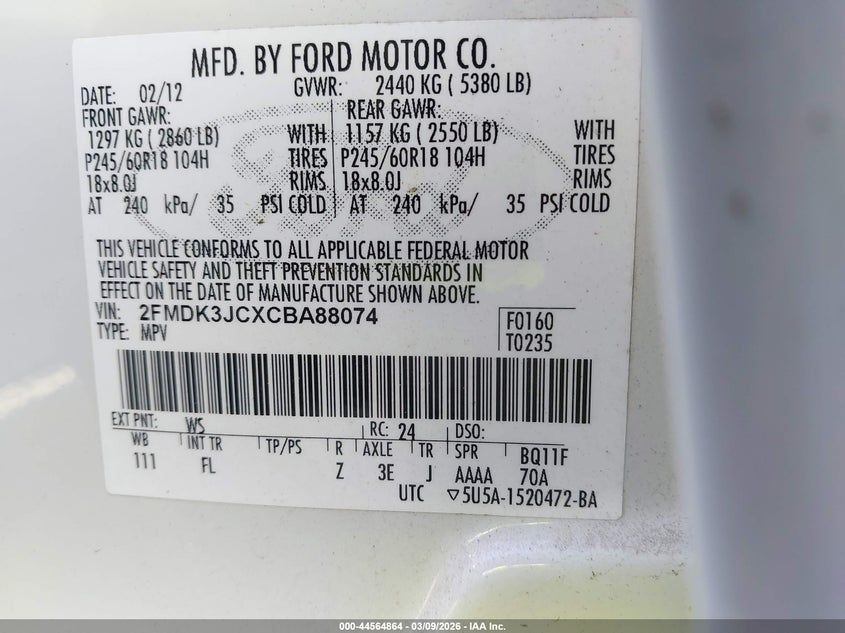 MFD. BY FORD MOTOR CO.
DATE: 02/12 GVWR: 2440 KG ( 5380 LB)
FRONT GAWR: REAR GAWR:
1297 KG ( 2860 LB) WITH 1157 KG ( 2550 LB) WITH
P245/60R18 104H TIRES P245/60R18 104H TIRES
18x8.0J RIMS 18x8.0J RIMS
AT 240 kPa/ 35 PSI COLD AT 240 kPa/ 35 PSI COLD
Ford
THIS VEHICLE CONFORMS TO ALL APPLICABLE FEDERAL MOTOR
VEHICLE SAFETY AND THEFT PREVENTION STANDARDS IN
EFFECT ON THE DATE OF MANUFACTURE SHOWN ABOVE.
VIN: 2FMDK3JCXCBA88074 F0160
TYPE: MPV T0235
EXT PNT: WS RC: 24 DSO:
WB INT TR TP/PS R AXLE TR SPR BQ11F
111 FL Z 3E J AAAA 70A
UTC ▽5U5A-1520472-BA
000-44564864 - 03/09/2026 - IAA Inc.